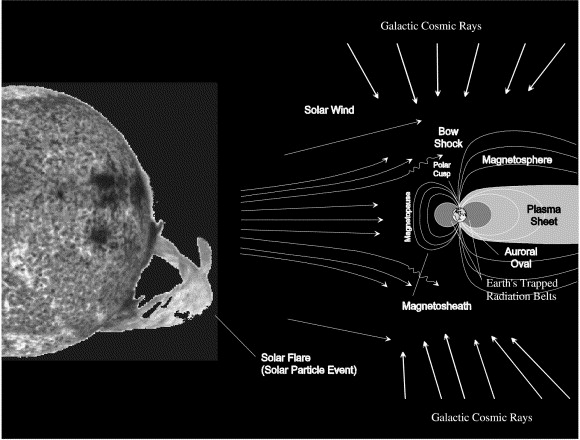 Galactic Cosmic Rays
Solar Wind
Bow
Shock
Polar
Cusp
Magnetosphere
Magnetopause
Plasma
Sheet
Auroral
Oval
Earth's Trapped
Radiation Belts
Magnetosheath
Solar Flare
(Solar Particle Event)
Galactic Cosmic Rays